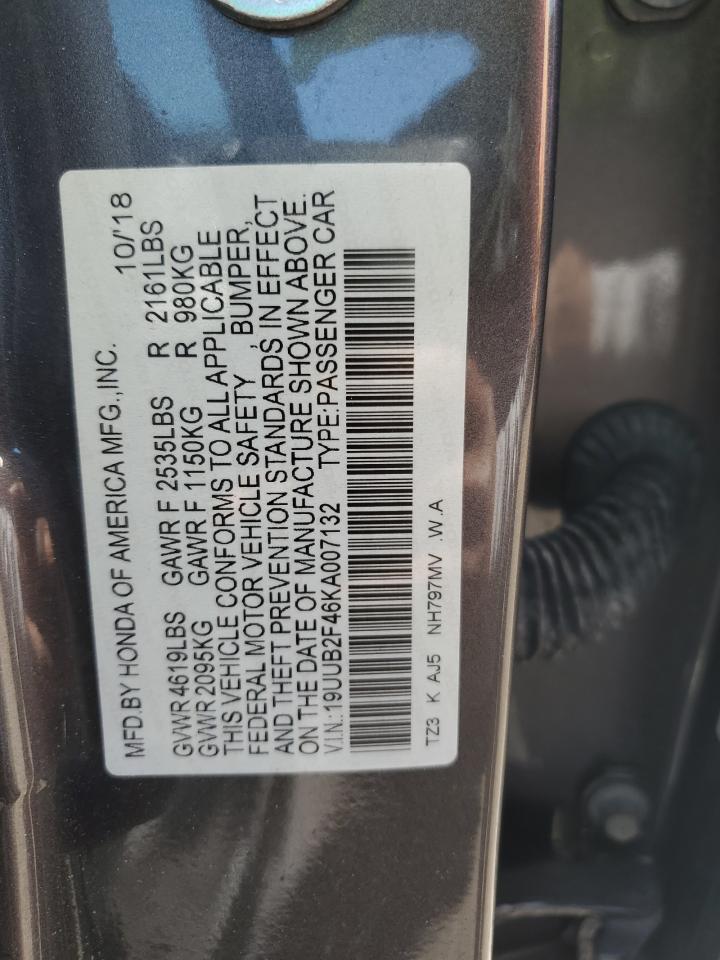 MFD.BY HONDA OF AMERICA MFG.,INC. 10/'18
GVWR 4619LBS GAWR F 2535LBS R 2161LBS
GVWR 2095KG GAWR F 1150KG R 980KG
THIS VEHICLE CONFORMS TO ALL APPLICABLE
FEDERAL MOTOR VEHICLE SAFETY , BUMPER,
AND THEFT PREVENTION STANDARDS IN EFFECT
ON THE DATE OF MANUFACTURE SHOWN ABOVE.
V.I.N.:19UUB2F46KA007132 TYPE:PASSENGER CAR
TZ3 K AJ5 NH797MV .W.A